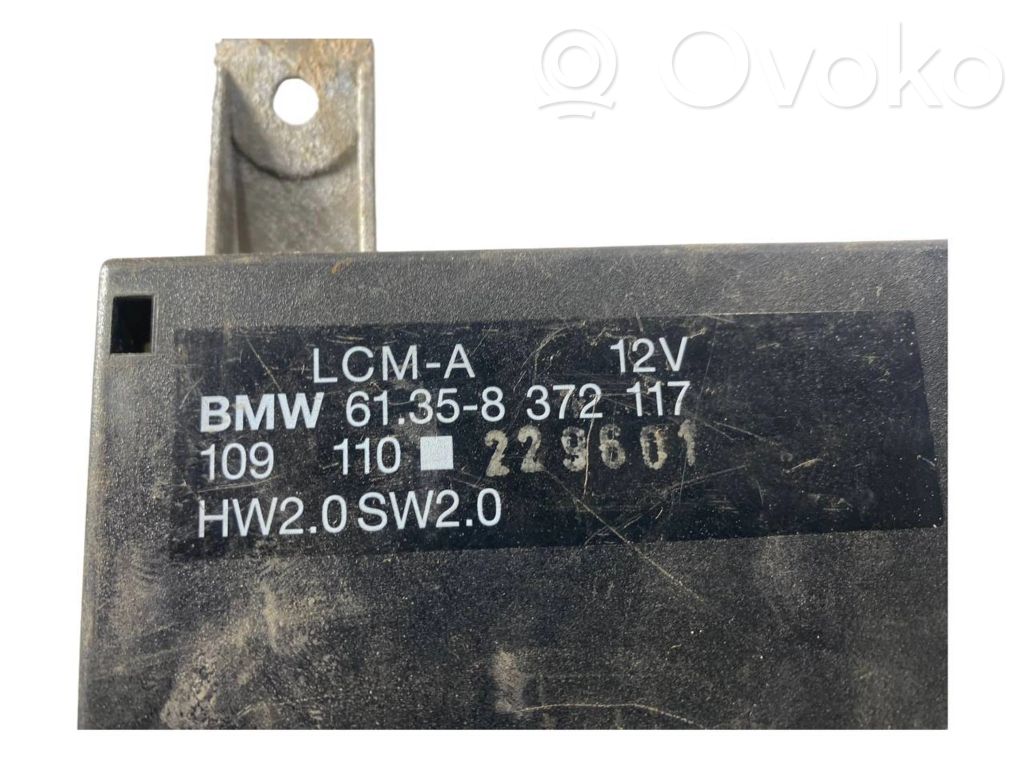 Ovoko
LCM-A 12V
BMW 61.35-8 372 117
109 110 229601
HW2.0 SW2.0